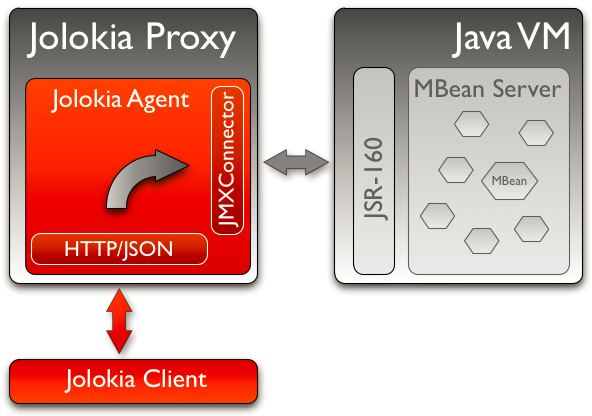 Jolokia Proxy
Jolokia Agent
JMXConnector
HTTP/JSON
Jolokia Client
Java VM
JSR-160
MBean Server
MBean